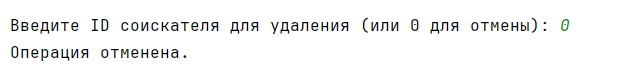 Введите ID соискателя для удаления (или 0 для отмены): 0
Операция отменена.